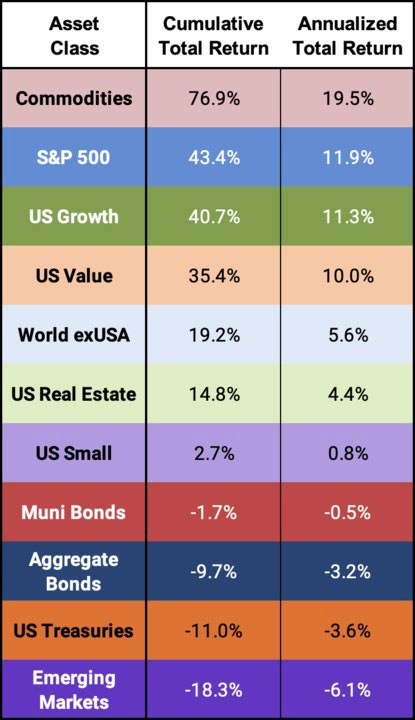 Asset Cumulative Annualized
Class Total Return Total Return
Commodities 76.9% 19.5%
S&P 500 43.4% 11.9%
US Growth 40.7% 11.3%
US Value 35.4% 10.0%
World exUSA 19.2% 5.6%
US Real Estate 14.8% 4.4%
US Small 2.7% 0.8%
Muni Bonds -1.7% -0.5%
Aggregate
Bonds -9.7% -3.2%
US Treasuries -11.0% -3.6%
Emerging
Markets -18.3% -6.1%